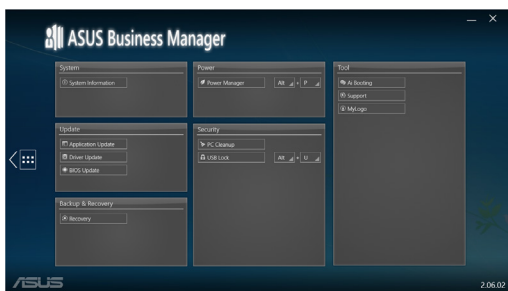 ASUS Business Manager
System
System Information
Power
Power Manager Alt + P
Tool
Ai Booting
Support
MyLogo
Update
Application Update
Driver Update
BIOS Update
Security
PC Cleanup
USB Lock Alt + U
Backup & Recovery
Recovery
ASUS
2.06.02